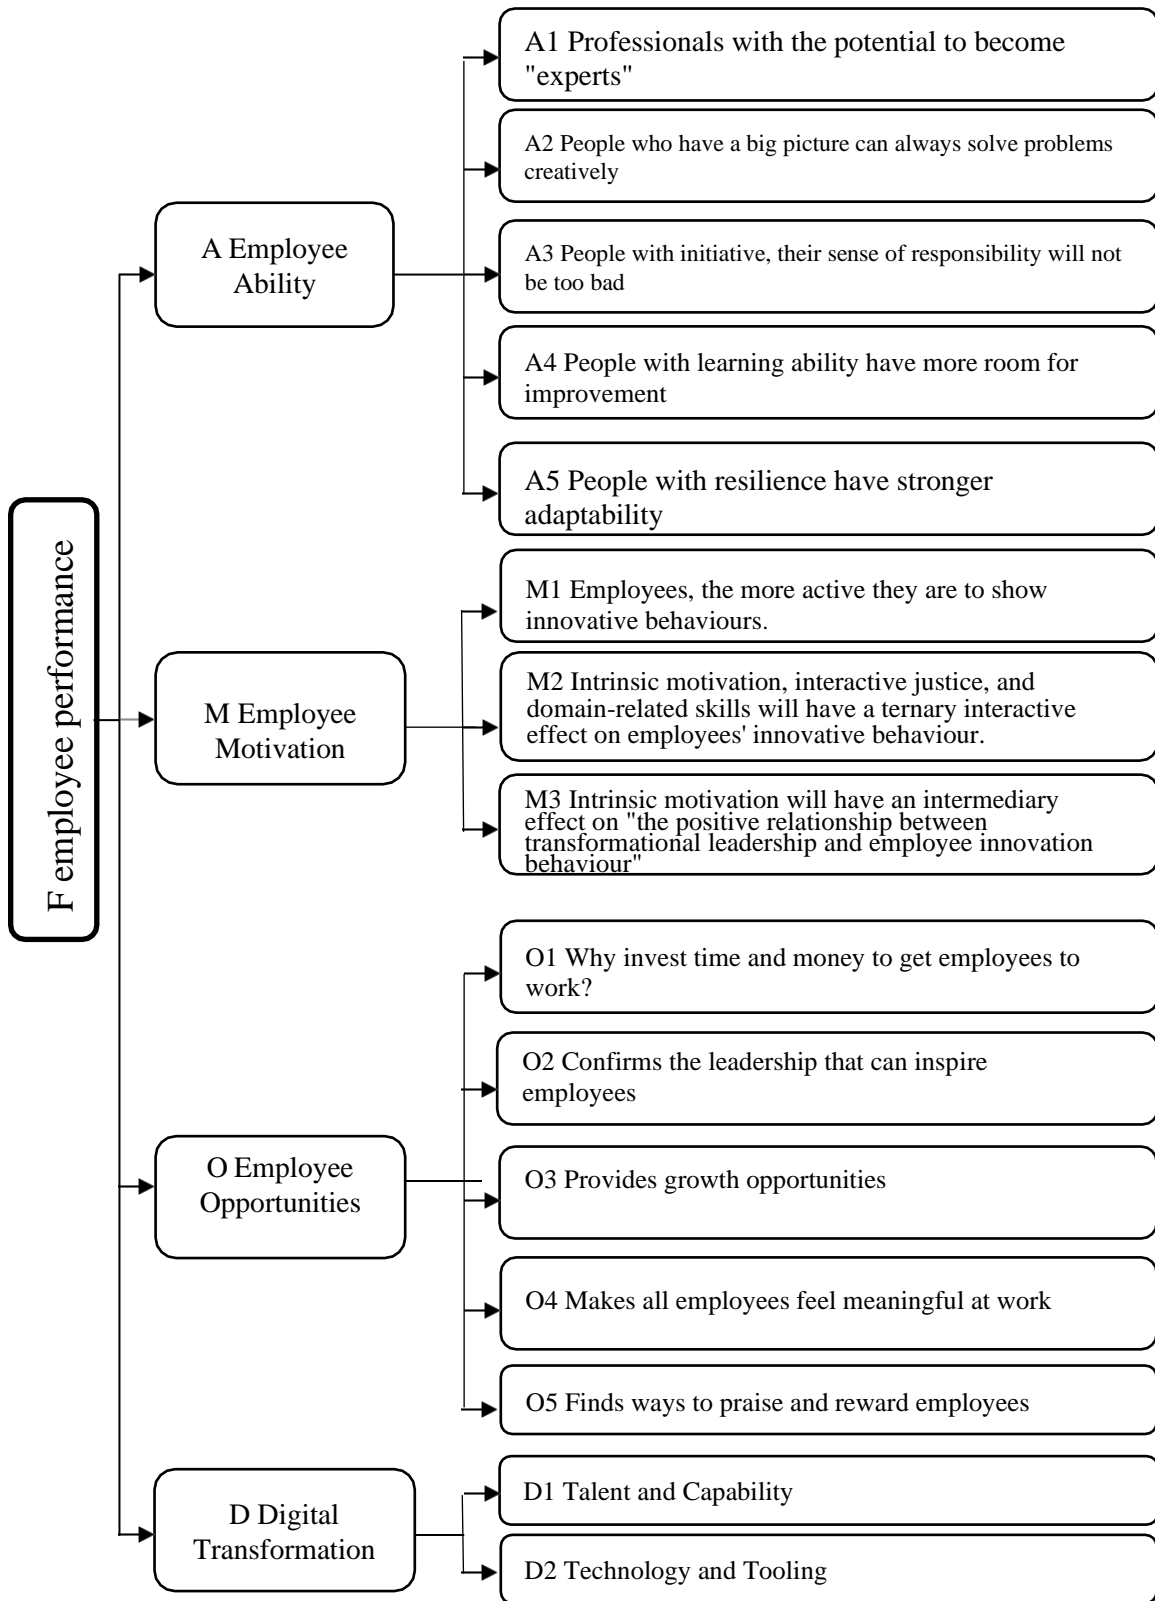 F employee performance
A Employee
Ability
A1 Professionals with the potential to become
"experts"
A2 People who have a big picture can always solve problems
creatively
A3 People with initiative, their sense of responsibility will not
be too bad
A4 People with learning ability have more room for
improvement
A5 People with resilience have stronger
adaptability
M Employee
Motivation
M1 Employees, the more active they are to show
innovative behaviours.
M2 Intrinsic motivation, interactive justice, and
domain-related skills will have a ternary interactive
effect on employees' innovative behaviour.
M3 Intrinsic motivation will have an intermediary
effect on "the positive relationship between
transformational leadership and employee innovation
behaviour"
O Employee
Opportunities
O1 Why invest time and money to get employees to
work?
O2 Confirms the leadership that can inspire
employees
O3 Provides growth opportunities
O4 Makes all employees feel meaningful at work
O5 Finds ways to praise and reward employees
D Digital
Transformation
D1 Talent and Capability
D2 Technology and Tooling